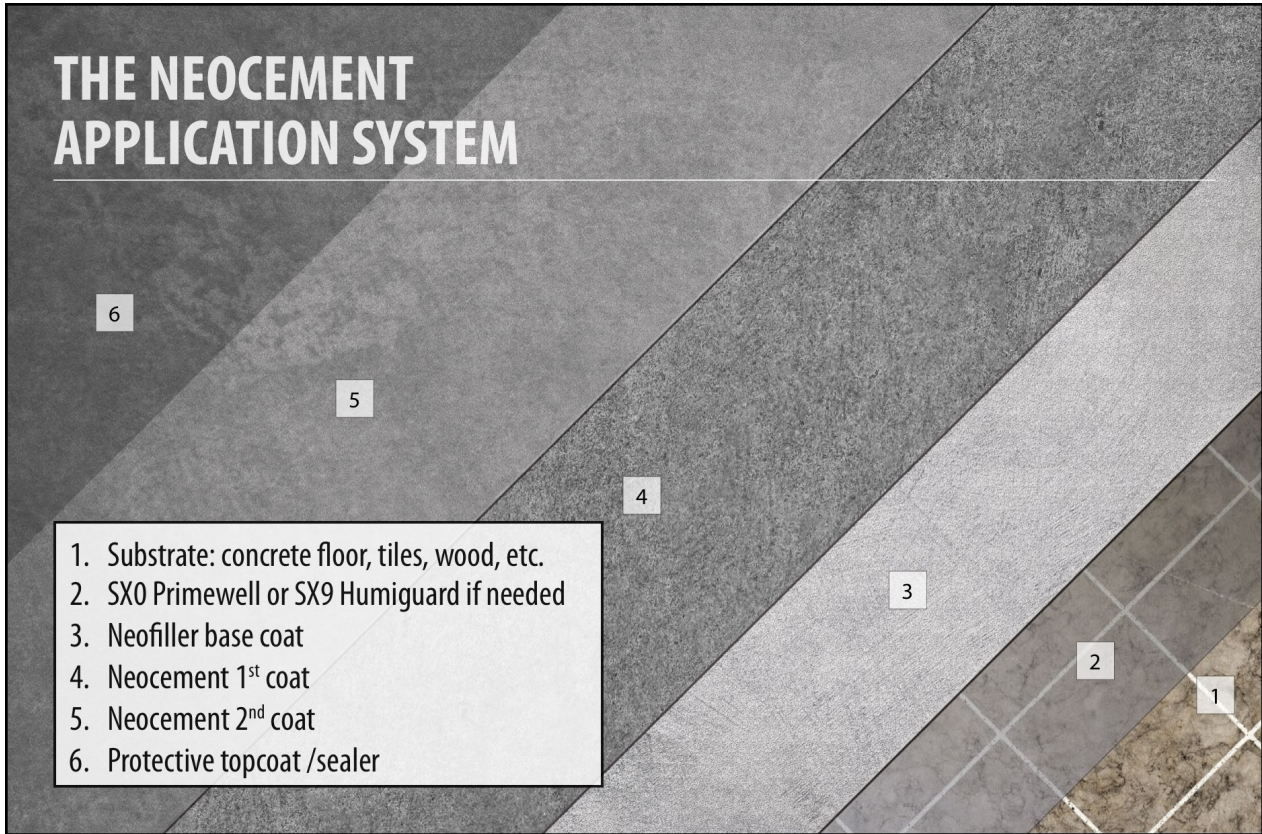 THE NEOCEMENT
APPLICATION SYSTEM
6
5
4
3
2
1
1. Substrate: concrete floor, tiles, wood, etc.
2. SX0 Primewell or SX9 Humiguard if needed
3. Neofiller base coat
4. Neocement 1st coat
5. Neocement 2nd coat
6. Protective topcoat /sealer